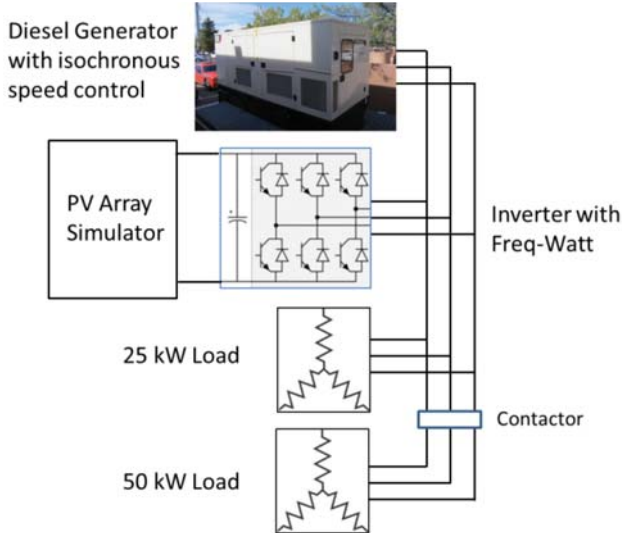 Diesel Generator
with isochronous
speed control
PV Array
Simulator
Inverter with
Freq-Watt
25 kW Load
Contactor
50 kW Load